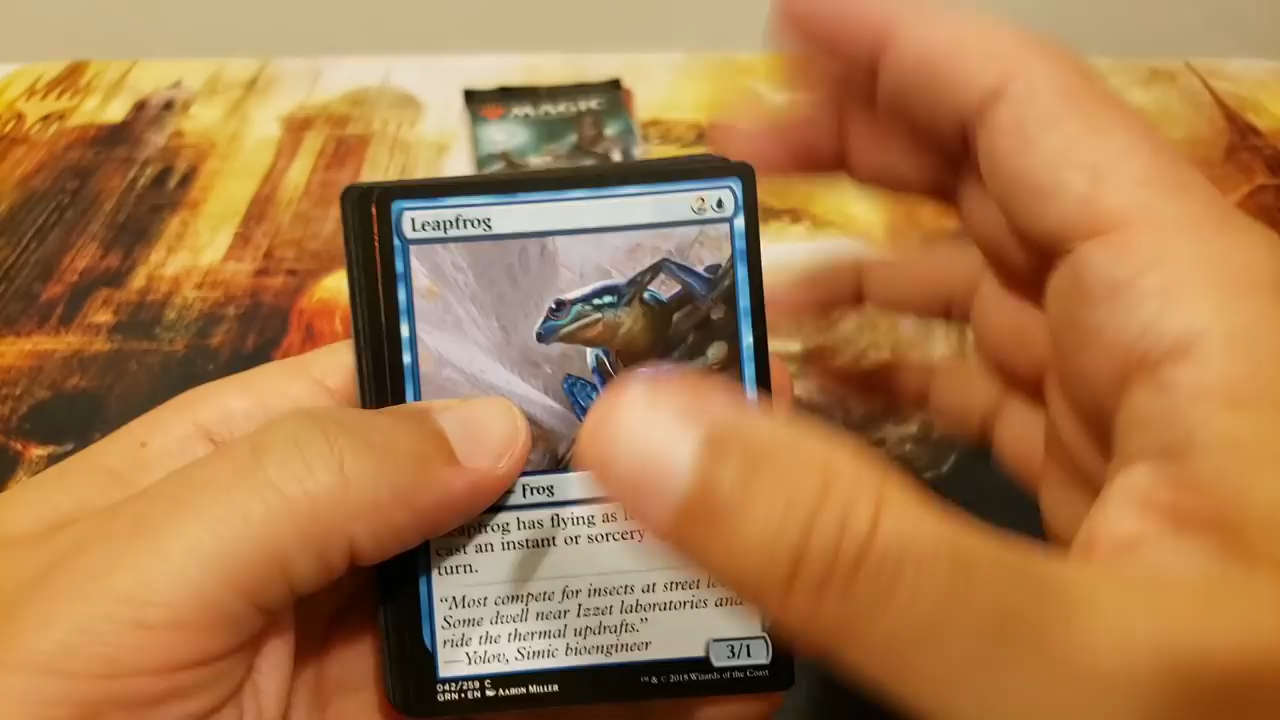 MAGIC
Leapfrog
2
Frog
Leapfrog has flying as
cast an instant or sorcery
turn.
"Most compete for insects at street
Some dwell near Izzet laboratories and
ride the thermal updrafts."
—Yolov, Simic bioengineer
3/1
042/259 C
GRN • EN AARON MILLER
™ & © 2018 Wizards of the Coast